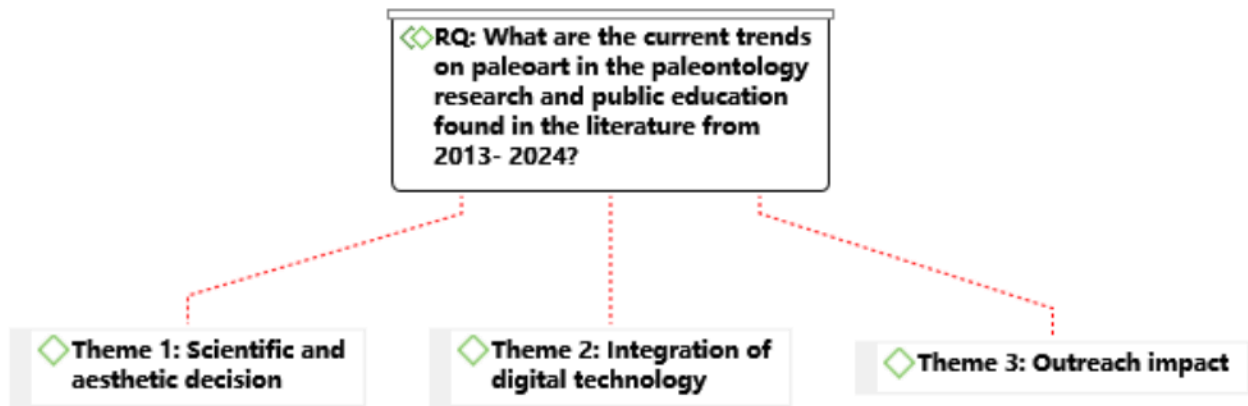 RQ: What are the current trends
on paleoart in the paleontology
research and public education
found in the literature from
2013- 2024?
Theme 1: Scientific and
aesthetic decision
Theme 2: Integration of
digital technology
Theme 3: Outreach impact